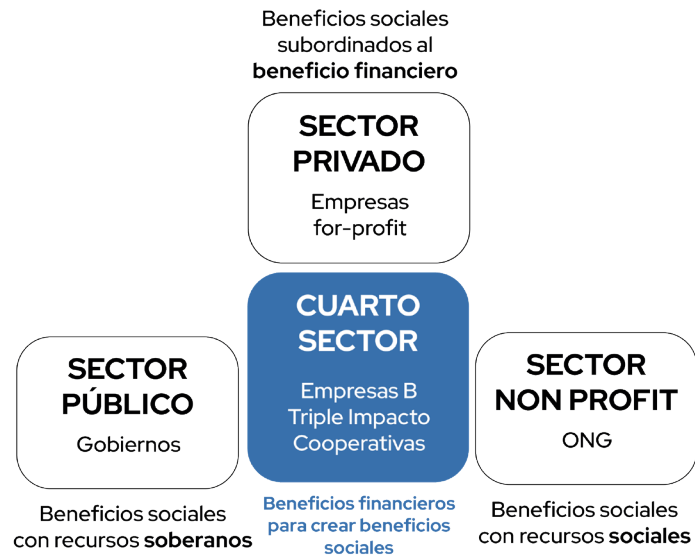 Beneficios sociales
subordinados al
beneficio financiero
SECTOR
PRIVADO
Empresas
for-profit
CUARTO
SECTOR
Empresas B
Triple Impacto
Cooperativas
Beneficios financieros
para crear beneficios
sociales
SECTOR
PÚBLICO
Gobiernos
Beneficios sociales
con recursos soberanos
SECTOR
NON PROFIT
ONG
Beneficios sociales
con recursos sociales